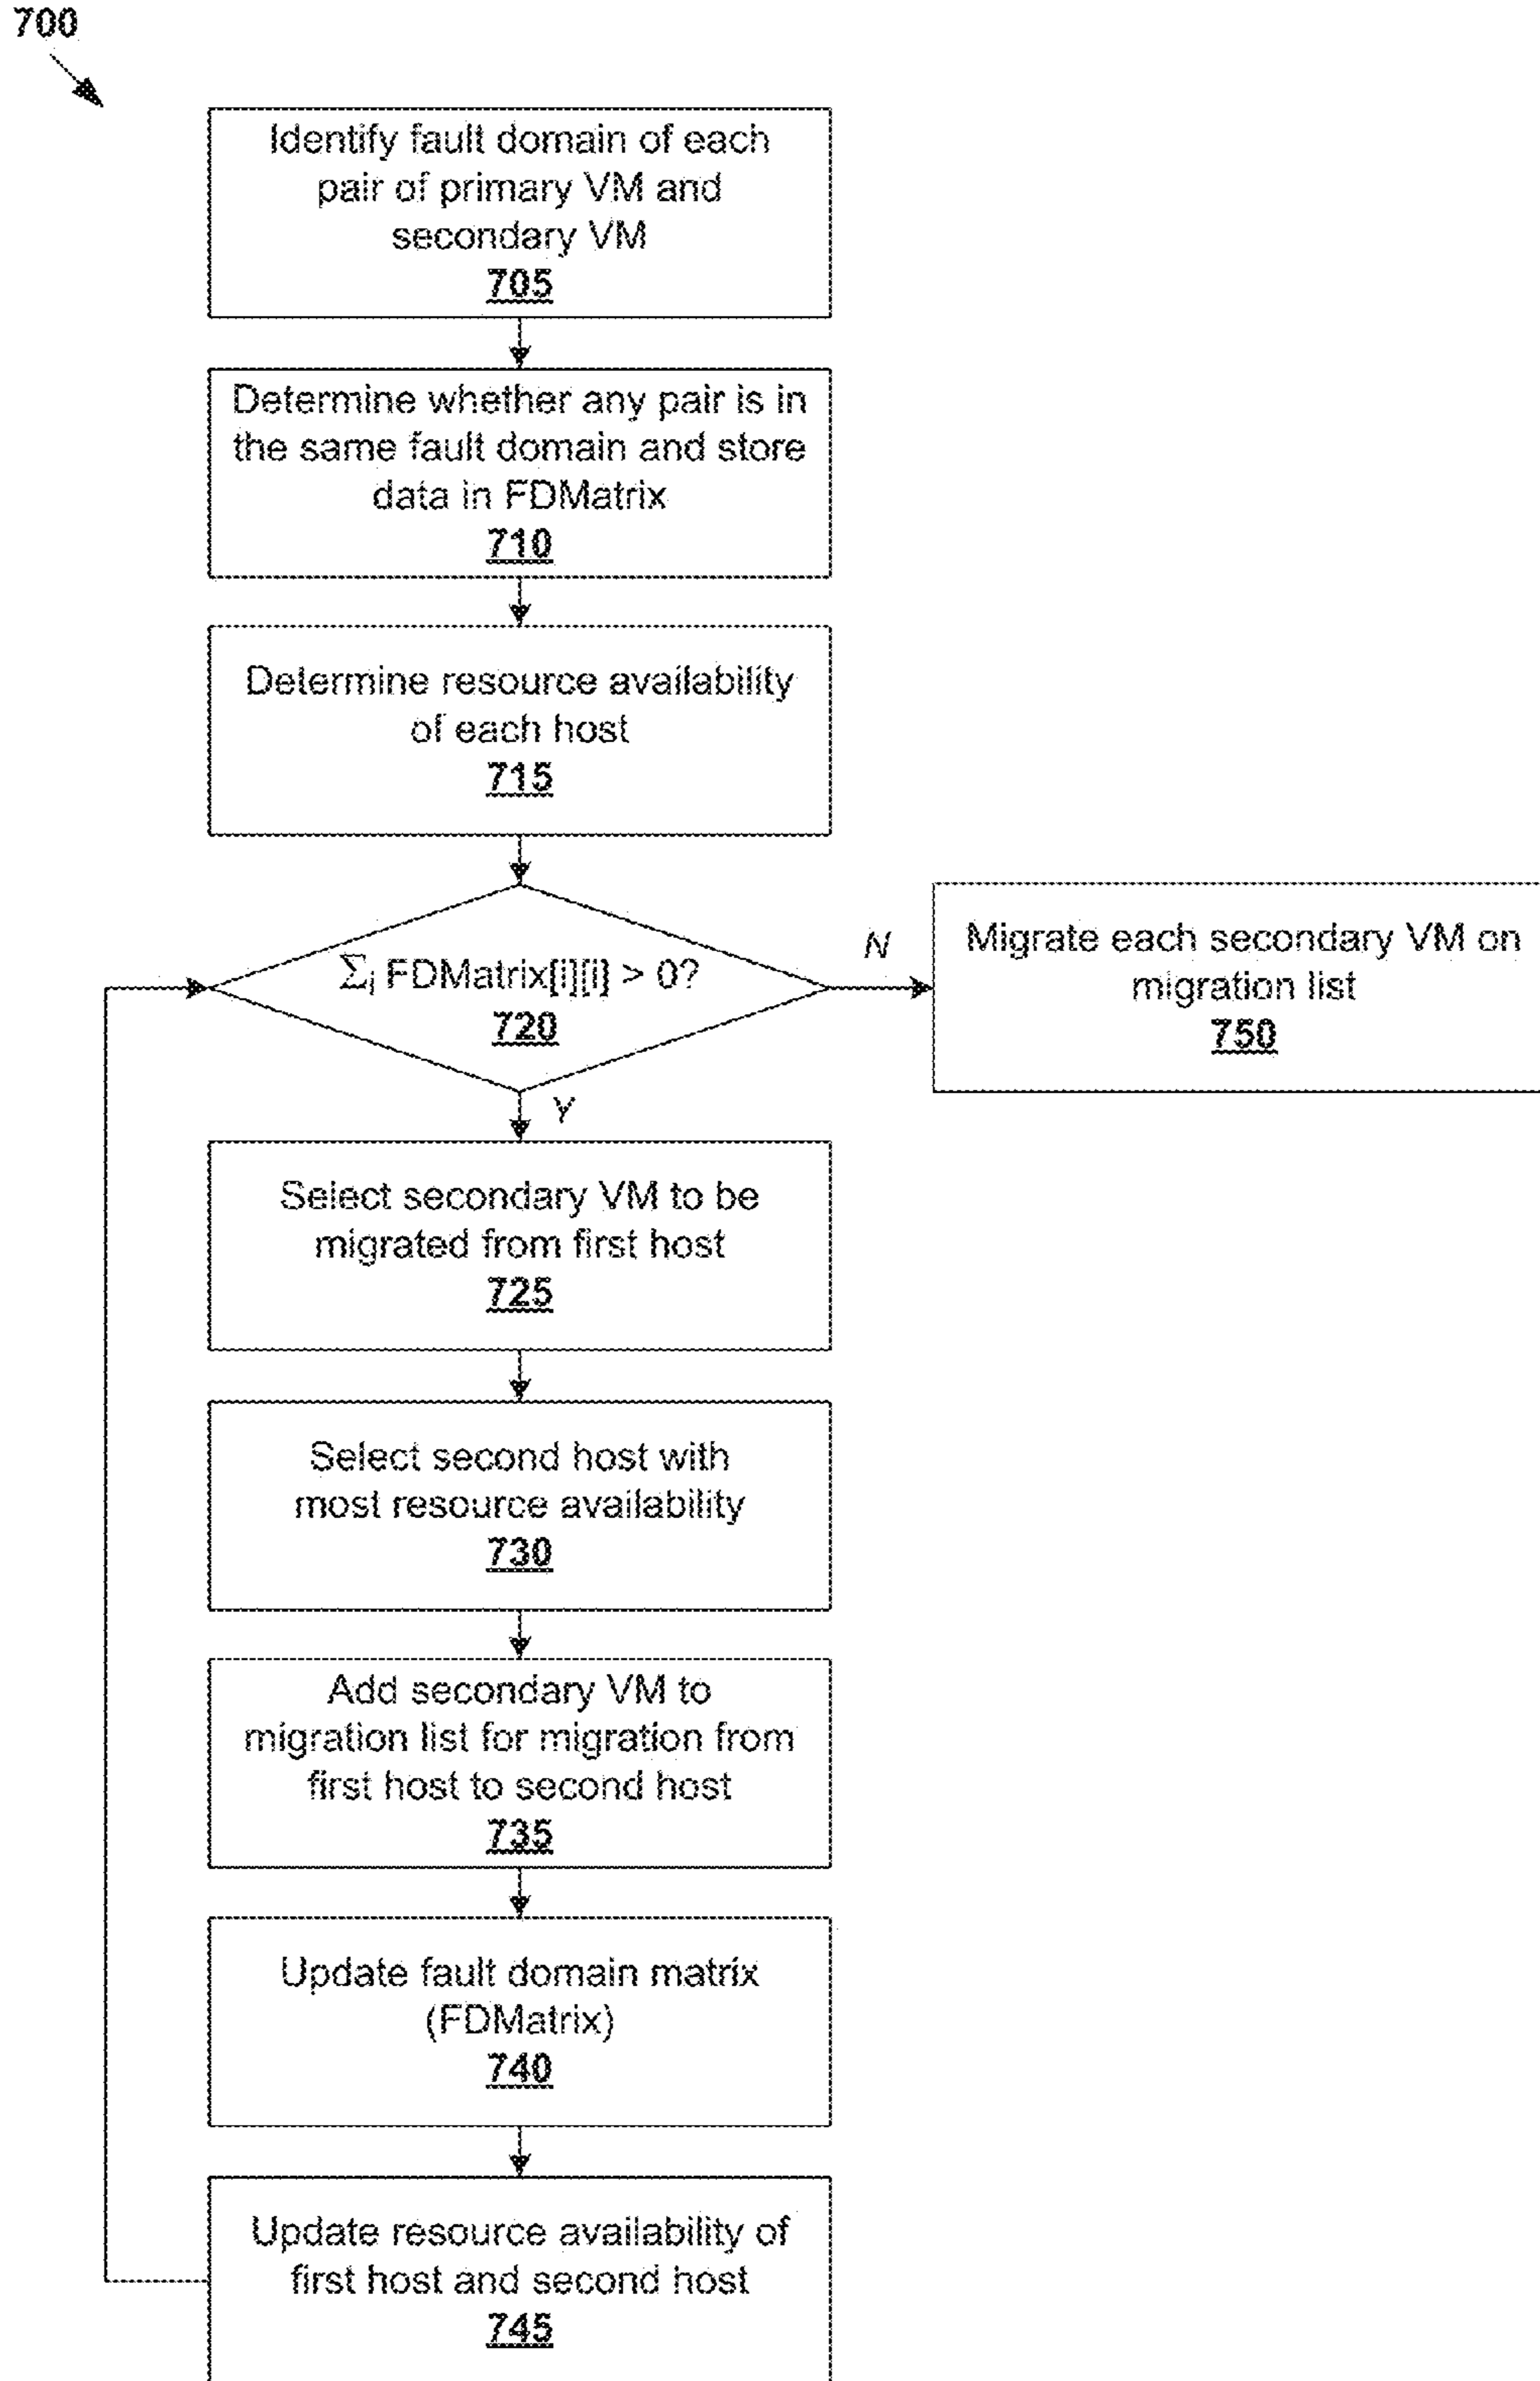 700
Identify fault domain of each
pair of primary VM and
secondary VM
705
Determine whether any pair is in
the same fault domain and store
data in FDMatrix
710
Determine resource availability
of each host
715
Σi FDMatrix[i][i] > 0?
720
N
Migrate each secondary VM on
migration list
750
Y
Select secondary VM to be
migrated from first host
725
Select second host with
most resource availability
730
Add secondary VM to
migration list for migration from
first host to second host
735
Update fault domain matrix
(FDMatrix)
740
Update resource availability of
first host and second host
745